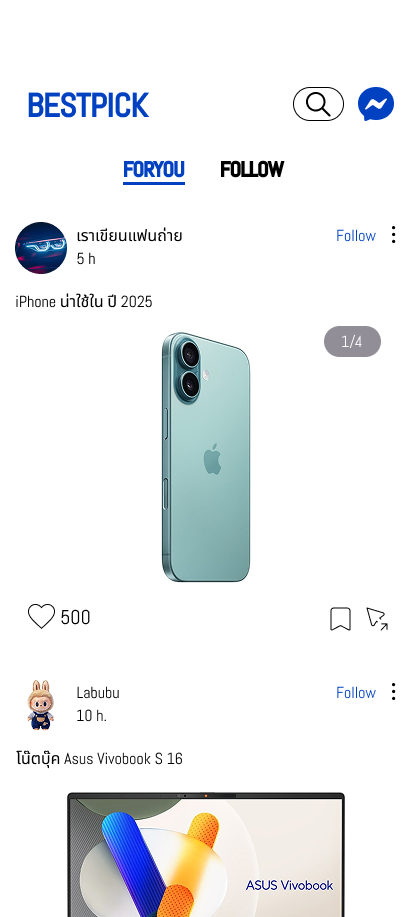 BESTPICK
FORYOU FOLLOW
เราเขียนแฟนถ่าย Follow
5 h
iPhone น่าใช้ใน ปี 2025
1/4
500
Labubu Follow
10 h.
โน๊ตบุ๊ค Asus Vivobook S 16
ASUS Vivobook